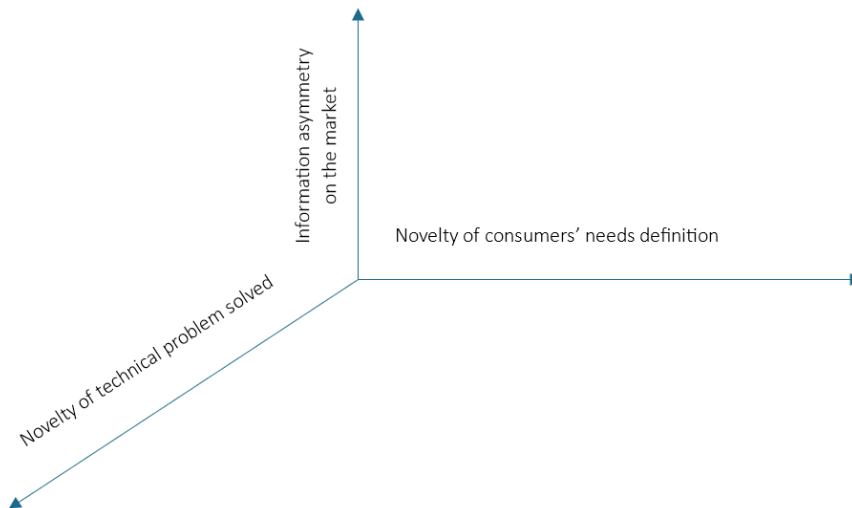 Information asymmetry
on the market
Novelty of consumers’ needs definition
Novelty of technical problem solved